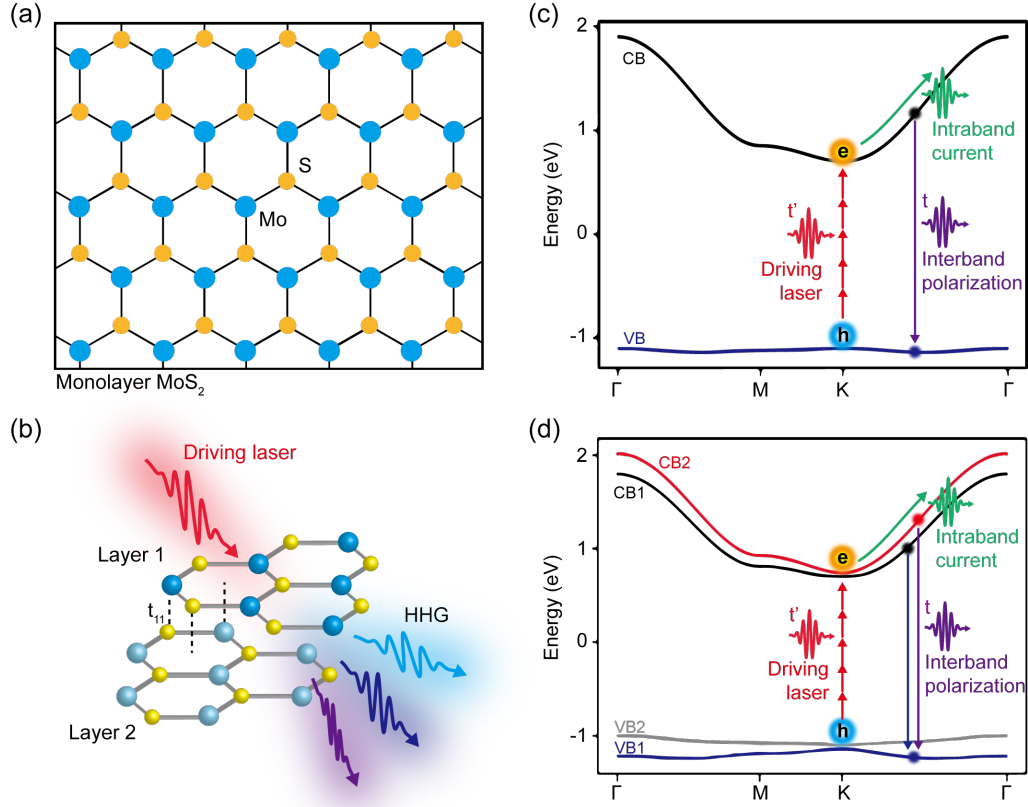 (a)
S
Mo
Monolayer MoS₂
(b)
Driving laser
Layer 1
t₁₁
HHG
Layer 2
(c)
2
1
0
-1
Energy (eV)
CB
e
Intraband
current
t'
Driving
laser
t
Interband
polarization
h
VB
Γ M K Γ
(d)
2
1
0
-1
Energy (eV)
CB2
CB1
e
Intraband
current
t'
Driving
laser
t
Interband
polarization
h
VB2
VB1
Γ M K Γ